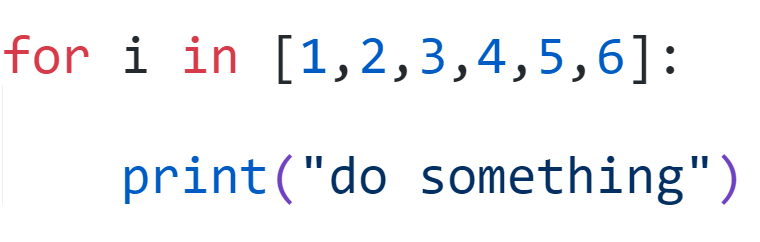 for i in [1,2,3,4,5,6]:
    print("do something")